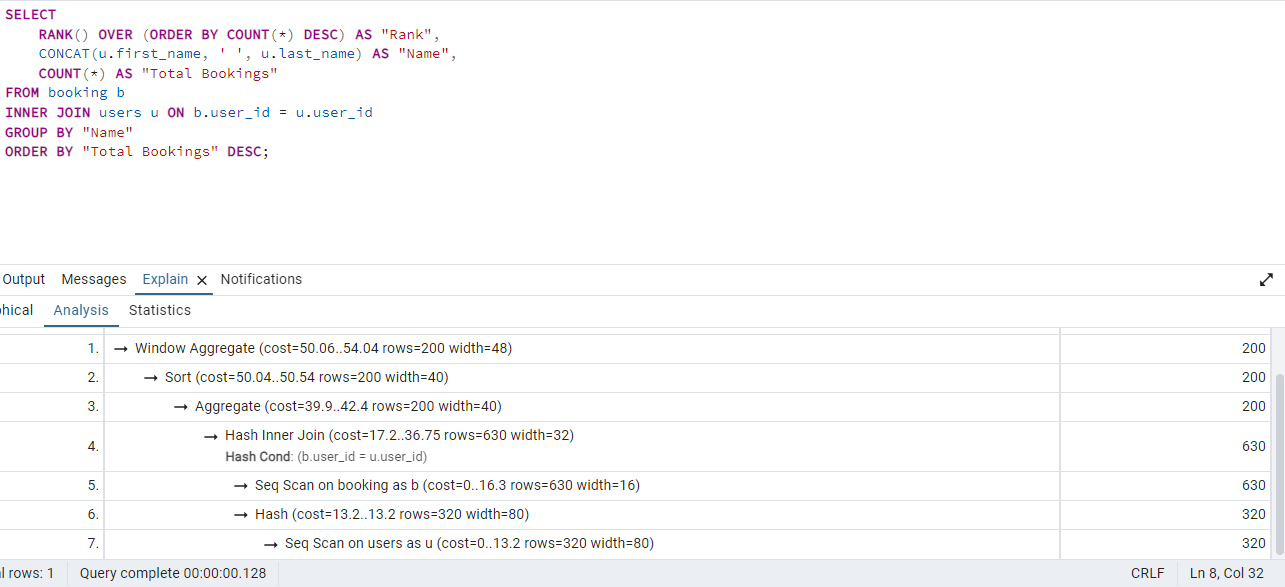 SELECT
RANK() OVER (ORDER BY COUNT(*) DESC) AS "Rank",
CONCAT(u.first_name, ' ', u.last_name) AS "Name",
COUNT(*) AS "Total Bookings"
FROM booking b
INNER JOIN users u ON b.user_id = u.user_id
GROUP BY "Name"
ORDER BY "Total Bookings" DESC;
Output Messages Explain × Notifications
phical Analysis Statistics
1. → Window Aggregate (cost=50.06..54.04 rows=200 width=48) 200
2. → Sort (cost=50.04..50.54 rows=200 width=40) 200
3. → Aggregate (cost=39.9..42.4 rows=200 width=40) 200
4. → Hash Inner Join (cost=17.2..36.75 rows=630 width=32) 630
Hash Cond: (b.user_id = u.user_id)
5. → Seq Scan on booking as b (cost=0..16.3 rows=630 width=16) 630
6. → Hash (cost=13.2..13.2 rows=320 width=80) 320
7. → Seq Scan on users as u (cost=0..13.2 rows=320 width=80) 320
l rows: 1 Query complete 00:00:00.128 CRLF Ln 8, Col 32